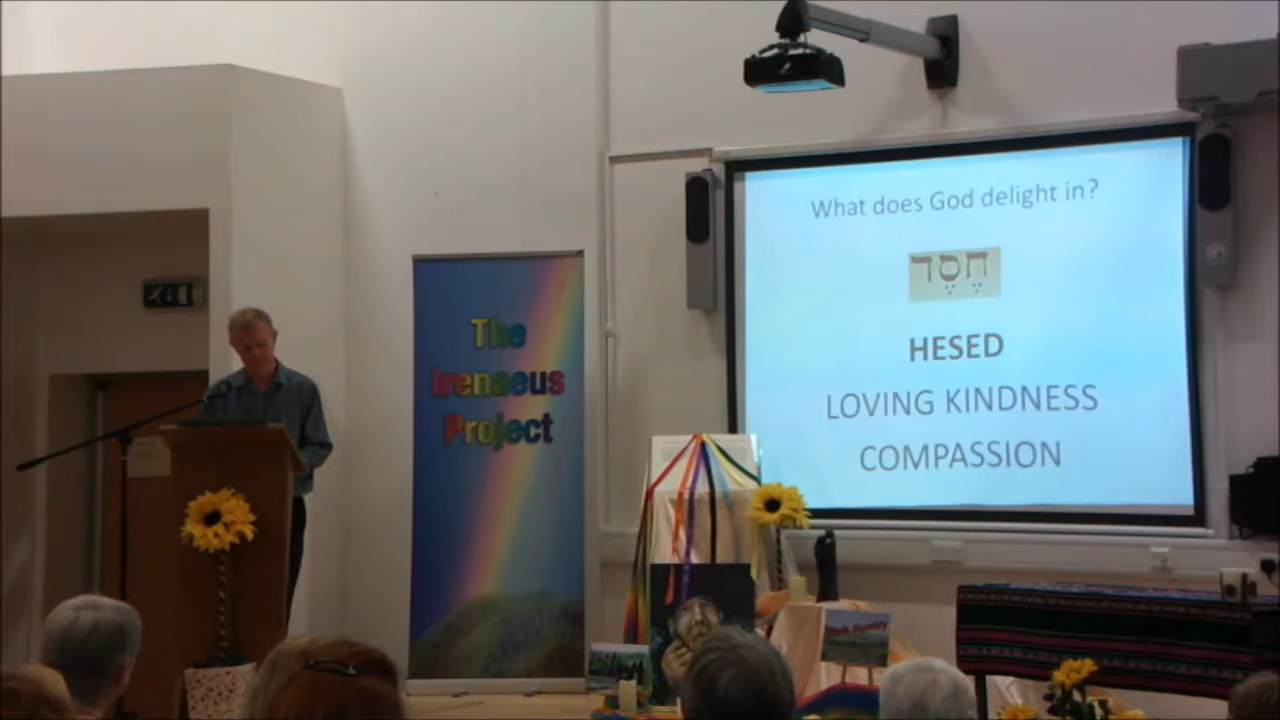 The
Irenaeus
Project
What does God delight in?
חֶסֶד
HESED
LOVING KINDNESS
COMPASSION